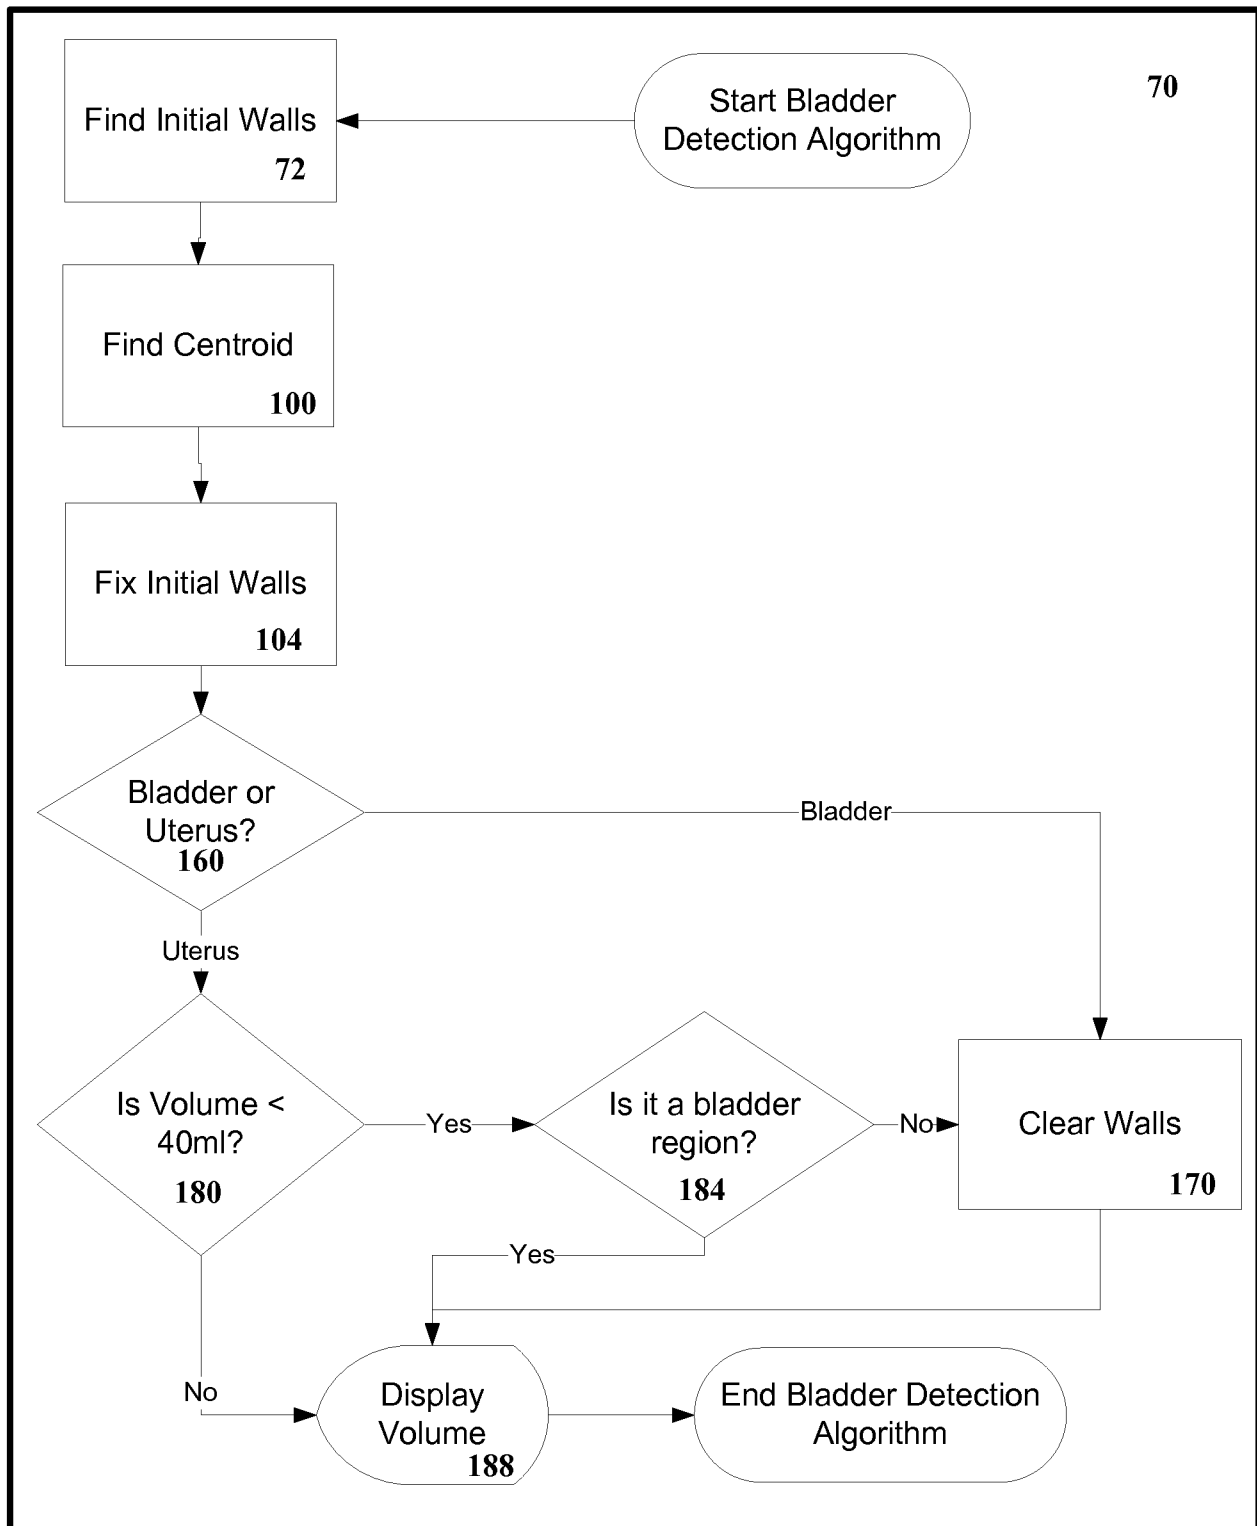 70
Start Bladder
Detection Algorithm
Find Initial Walls
72
Find Centroid
100
Fix Initial Walls
104
Bladder or
Uterus?
160
Bladder
Uterus
Is Volume <
40ml?
180
Yes
Is it a bladder
region?
184
No
Clear Walls
170
Yes
No
Display
Volume
188
End Bladder Detection
Algorithm